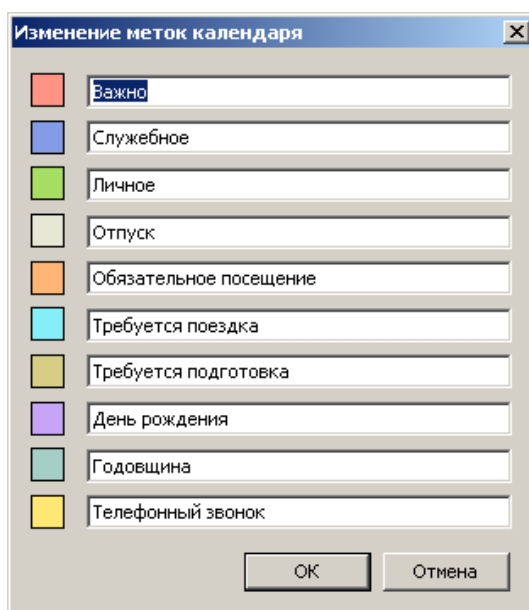 Изменение меток календаря
Важно
Служебное
Личное
Отпуск
Обязательное посещение
Требуется поездка
Требуется подготовка
День рождения
Годовщина
Телефонный звонок
ОК
Отмена